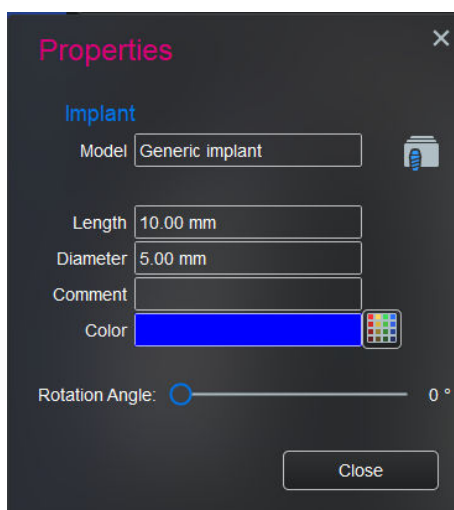 Properties
Implant
Model Generic implant
Length 10.00 mm
Diameter 5.00 mm
Comment
Color
Rotation Angle: 0 °
Close